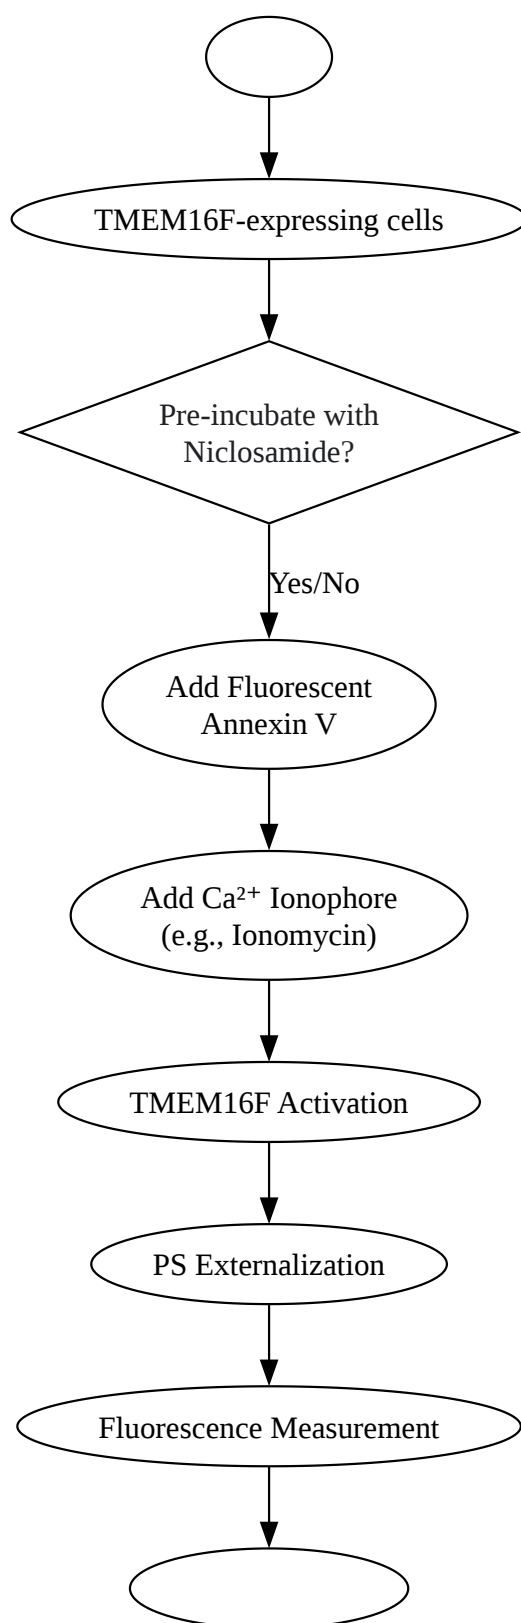 TMEM16F-expressing cells
Pre-incubate with
Niclosamide?
Yes/No
Add Fluorescent
Annexin V
Add Ca²⁺ Ionophore
(e.g., Ionomycin)
TMEM16F Activation
PS Externalization
Fluorescence Measurement